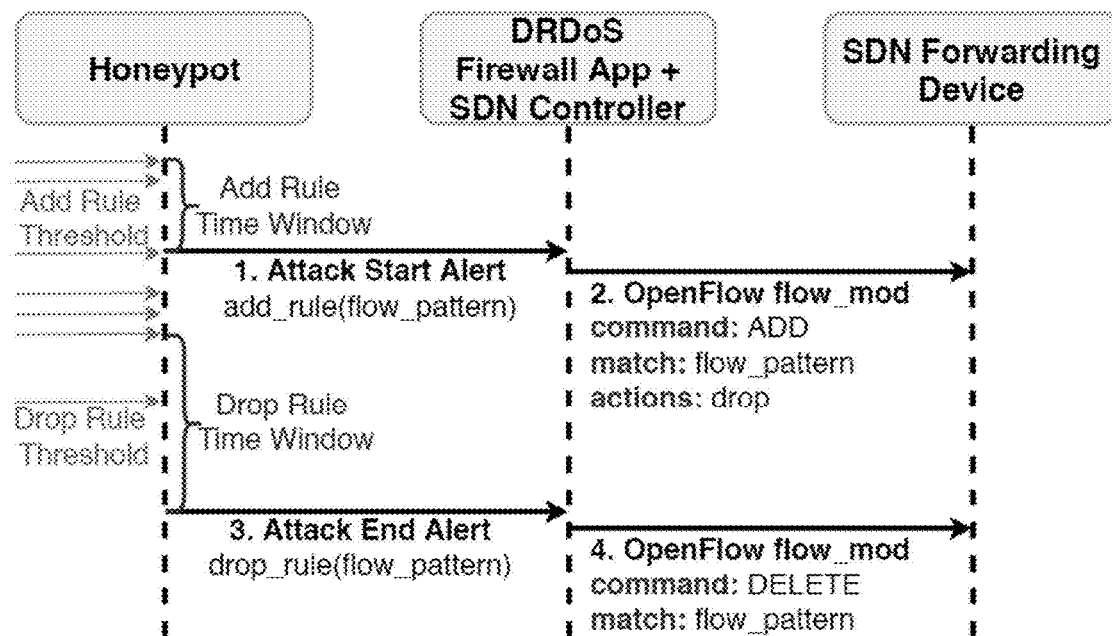 Honeypot
DRDoS
Firewall App +
SDN Controller
SDN Forwarding
Device
Add Rule
Threshold
Add Rule
Time Window
1. Attack Start Alert
add_rule(flow_pattern)
2. OpenFlow flow_mod
command: ADD
match: flow_pattern
actions: drop
Drop Rule
Threshold
Drop Rule
Time Window
3. Attack End Alert
drop_rule(flow_pattern)
4. OpenFlow flow_mod
command: DELETE
match: flow_pattern